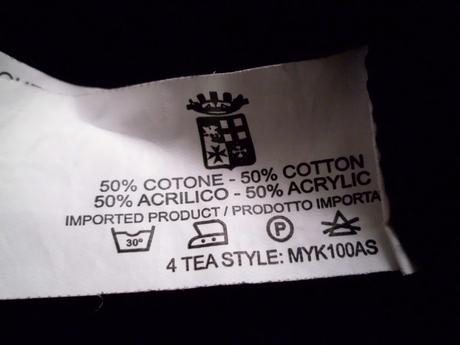 50% COTONE - 50% COTTON
50% ACRILICO - 50% ACRYLIC
IMPORTED PRODUCT / PRODOTTO IMPORTA
30°
P
4 TEA STYLE: MYK100AS